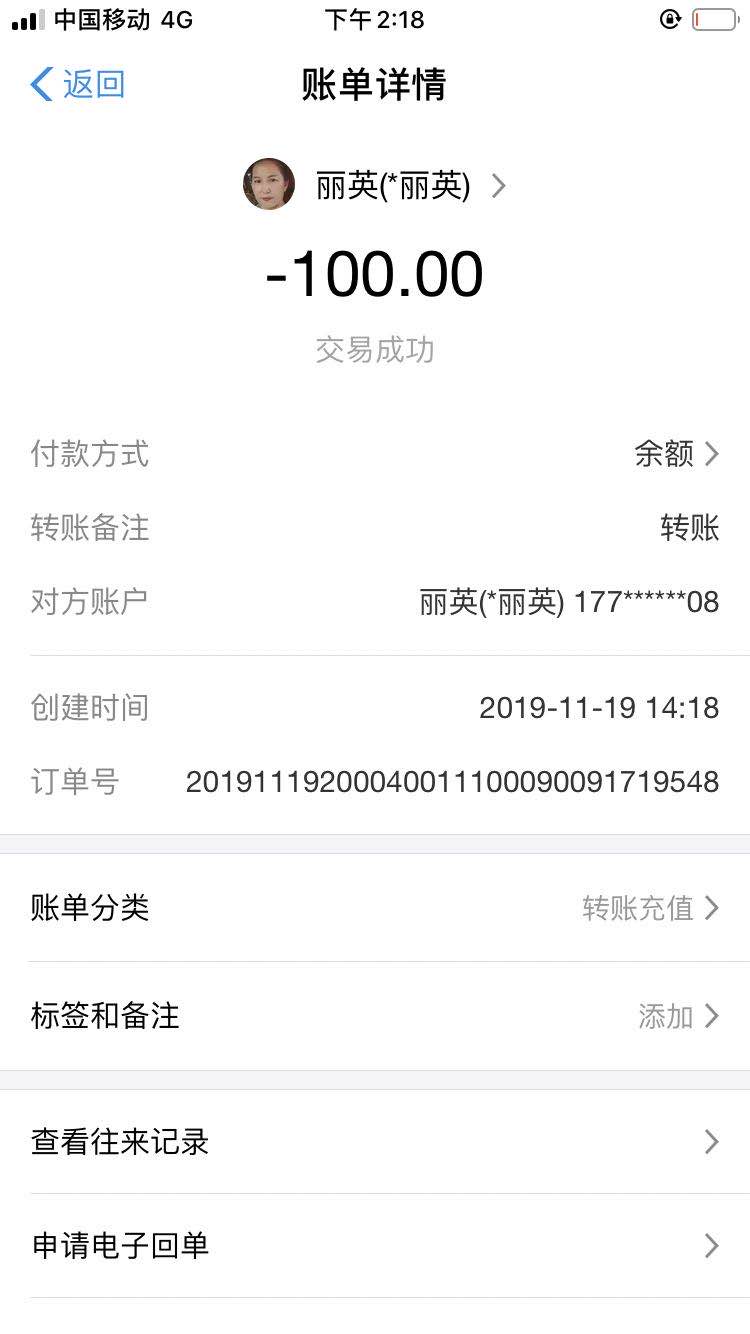 中国移动 4G 下午2:18
返回 账单详情
丽英(*丽英)
-100.00
交易成功
付款方式 余额
转账备注 转账
对方账户 丽英(*丽英) 177******08
创建时间 2019-11-19 14:18
订单号 20191119200040011100090091719548
账单分类 转账充值
标签和备注 添加
查看往来记录
申请电子回单